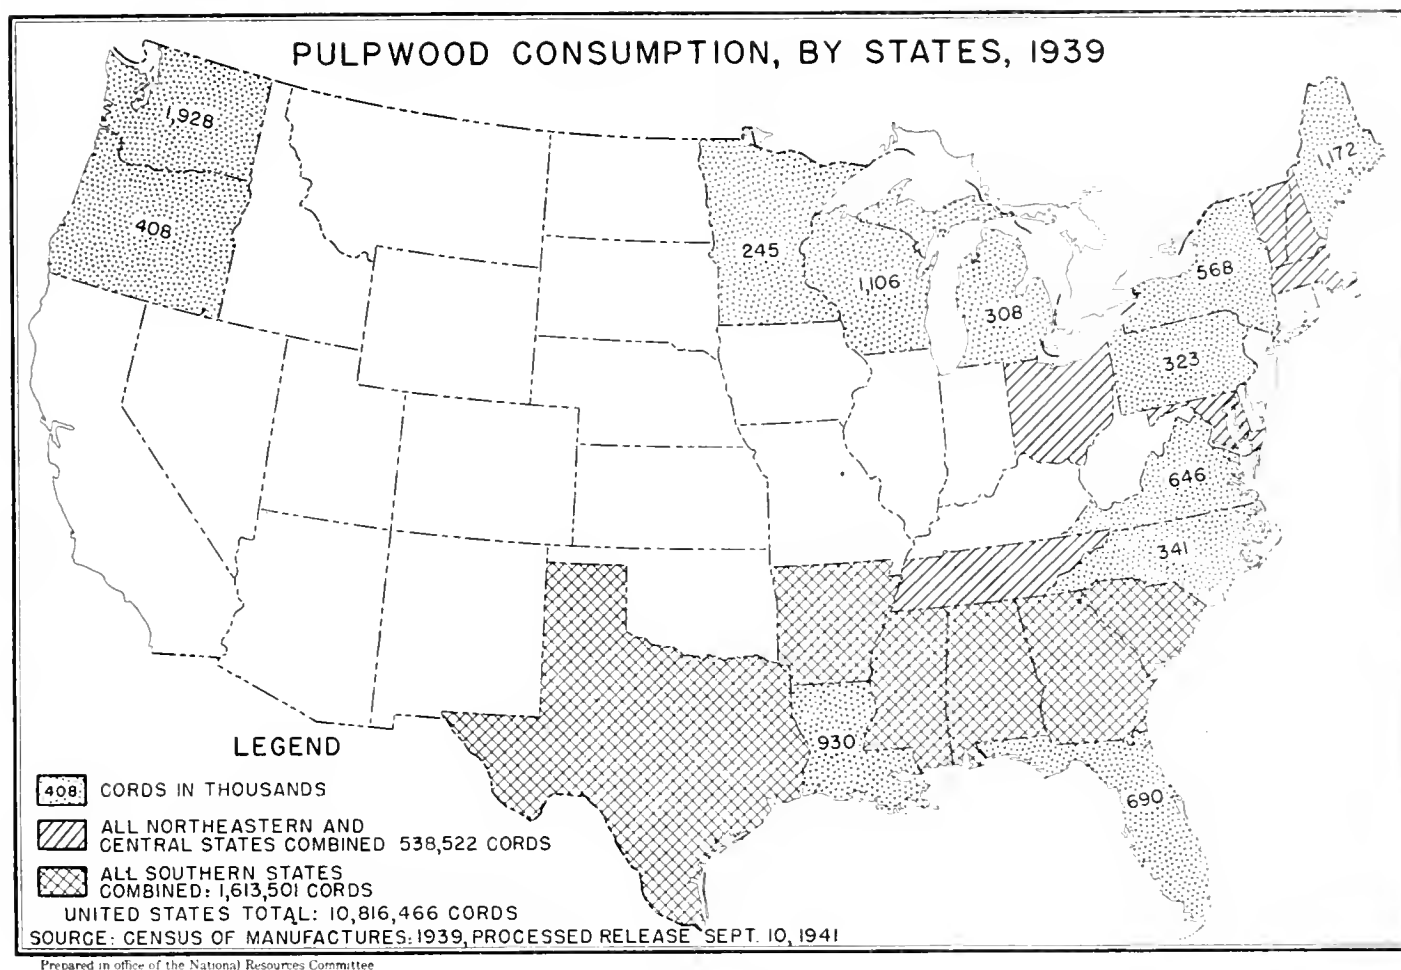 PULPWOOD CONSUMPTION, BY STATES, 1939
1,928
1,172
408
245
568
1,106
308
323
646
341
930
690
LEGEND
408 CORDS IN THOUSANDS
ALL NORTHEASTERN AND
CENTRAL STATES COMBINED 538,522 CORDS
ALL SOUTHERN STATES
COMBINED: 1,613,501 CORDS
UNITED STATES TOTAL: 10,816,466 CORDS
SOURCE: CENSUS OF MANUFACTURES: 1939, PROCESSED RELEASE SEPT. 10, 1941
Prepared in office of the National Resources Committee